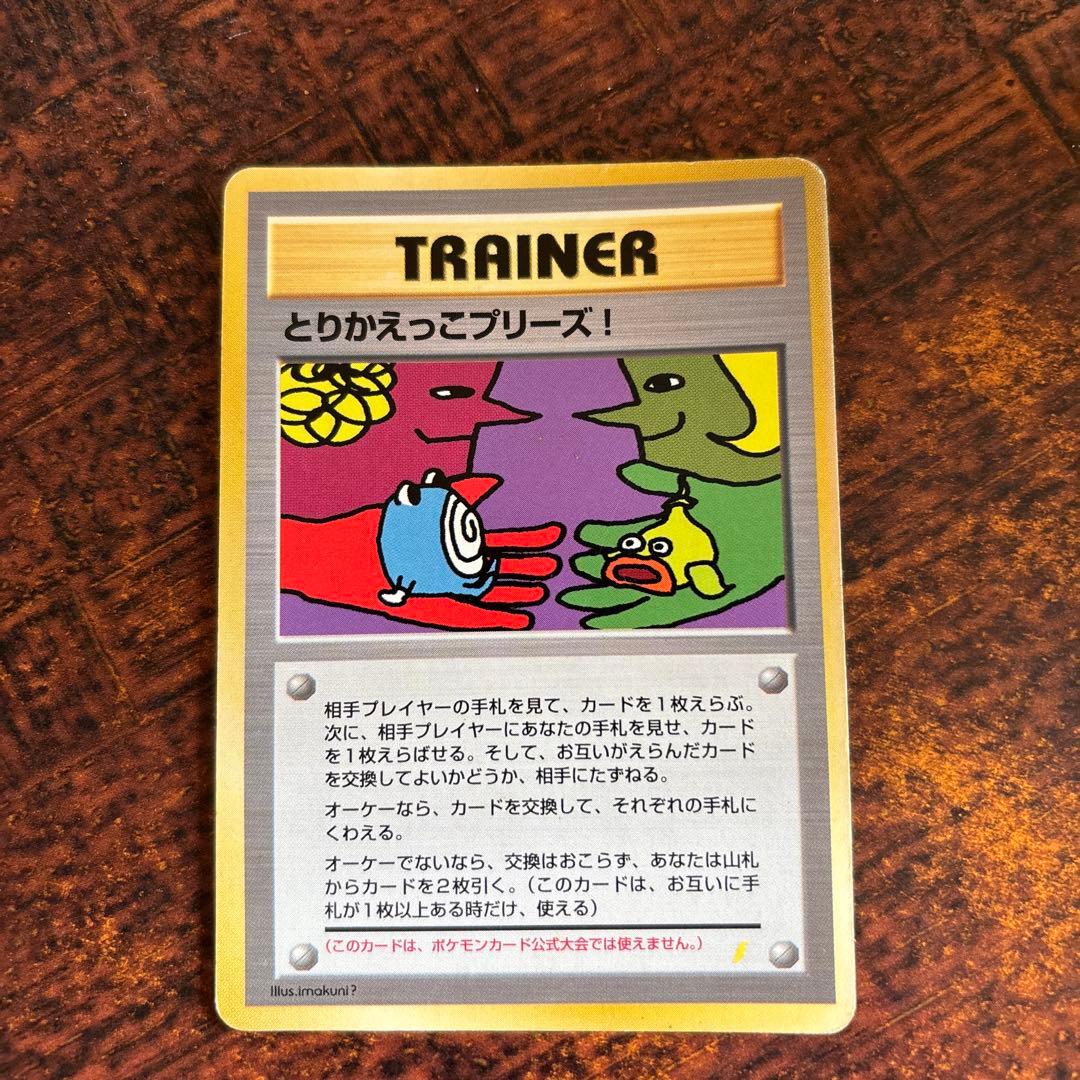 TRAINER
とりかえっこプリーズ！
相手プレイヤーの手札を見て、カードを１枚えらぶ。
次に、相手プレイヤーにあなたの手札を見せ、カード
を１枚えらばせる。そして、お互いがえらんだカード
を交換してよいかどうか、相手にたずねる。
オーケーなら、カードを交換して、それぞれの手札に
くわえる。
オーケーでないなら、交換はおこらず、あなたは山札
からカードを２枚引く。（このカードは、お互いに手
札が１枚以上ある時だけ、使える）
（このカードは、ポケモンカード公式大会では使えません。）
Illus.imakuni?